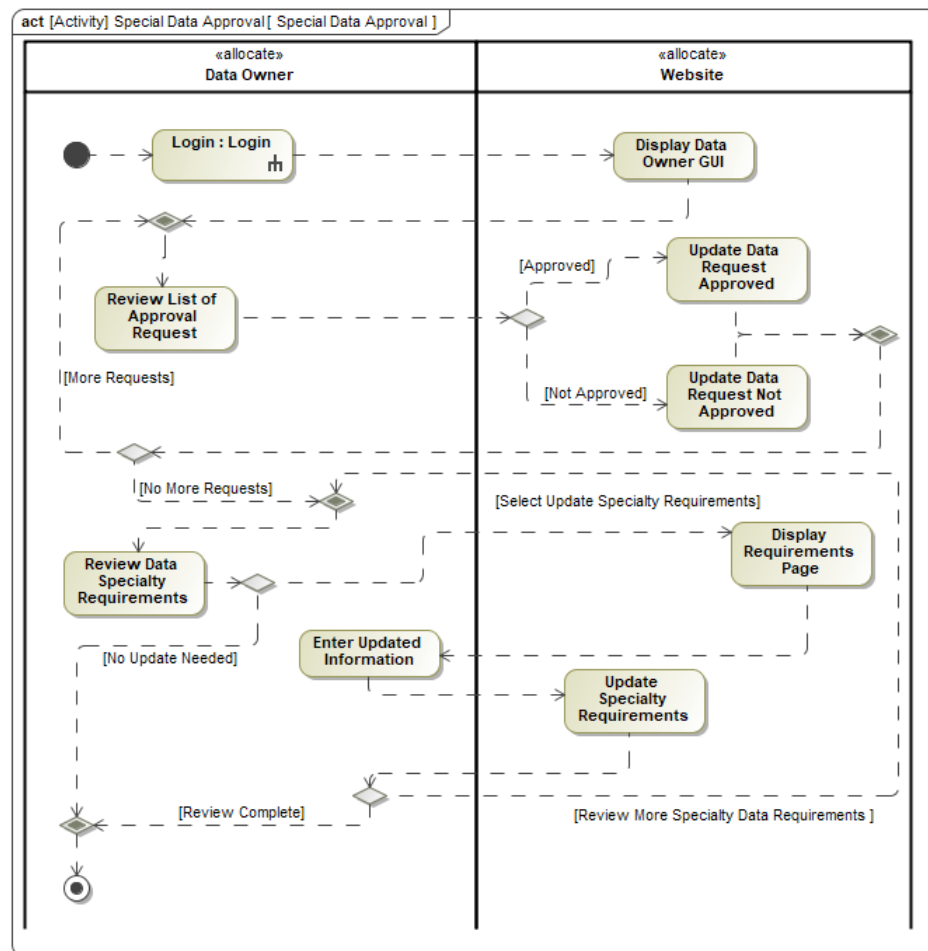 act [Activity] Special Data Approval[ Special Data Approval ]
«allocate»
Data Owner
«allocate»
Website
Login : Login
Display Data
Owner GUI
[Approved]
Update Data
Request
Approved
Review List of
Approval
Request
[More Requests]
[Not Approved]
Update Data
Request Not
Approved
[No More Requests]
[Select Update Specialty Requirements]
Review Data
Specialty
Requirements
Display
Requirements
Page
[No Update Needed]
Enter Updated
Information
Update
Specialty
Requirements
[Review Complete]
[Review More Specialty Data Requirements ]